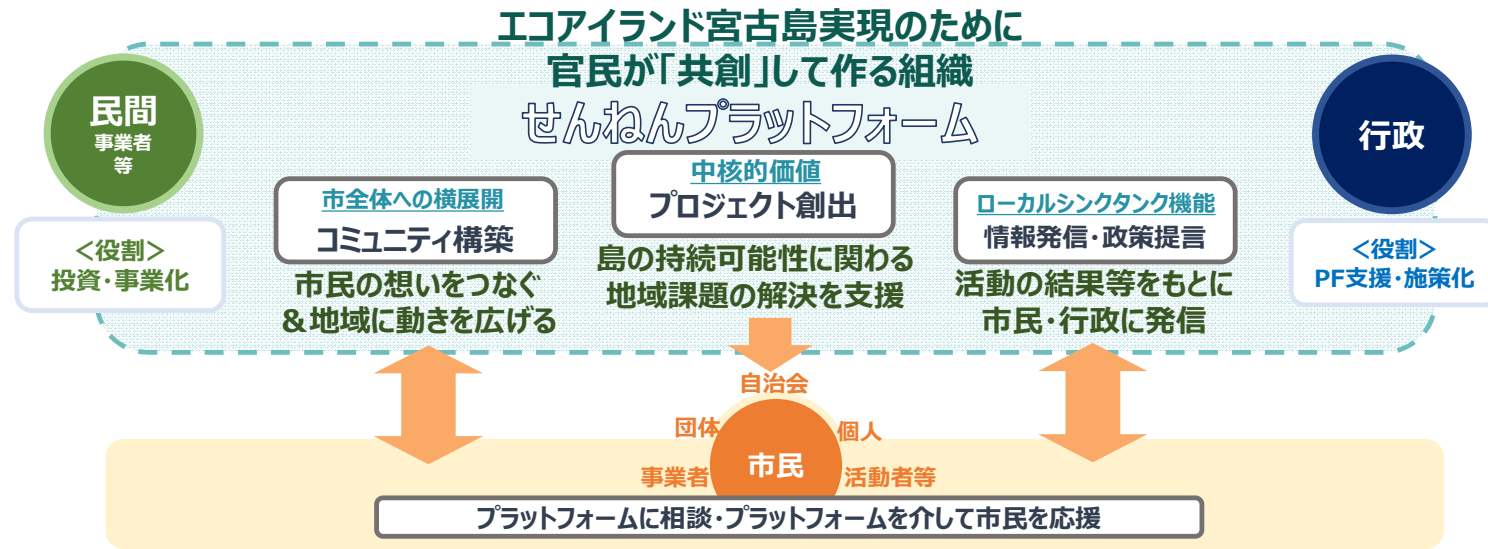 エコアイランド宮古島実現のために
官民が「共創」して作る組織
せんねんプラットフォーム
民間
事業者
等
<役割>
投資・事業化
行政
<役割>
PF支援・施策化
市全体への横展開
コミュニティ構築
市民の想いをつなぐ
&地域に動きを広げる
中核的価値
プロジェクト創出
島の持続可能性に関わる
地域課題の解決を支援
ローカルシンクタンク機能
情報発信・政策提言
活動の結果等をもとに
市民・行政に発信
自治会
団体
個人
市民
事業者
活動者等
プラットフォームに相談・プラットフォームを介して市民を応援